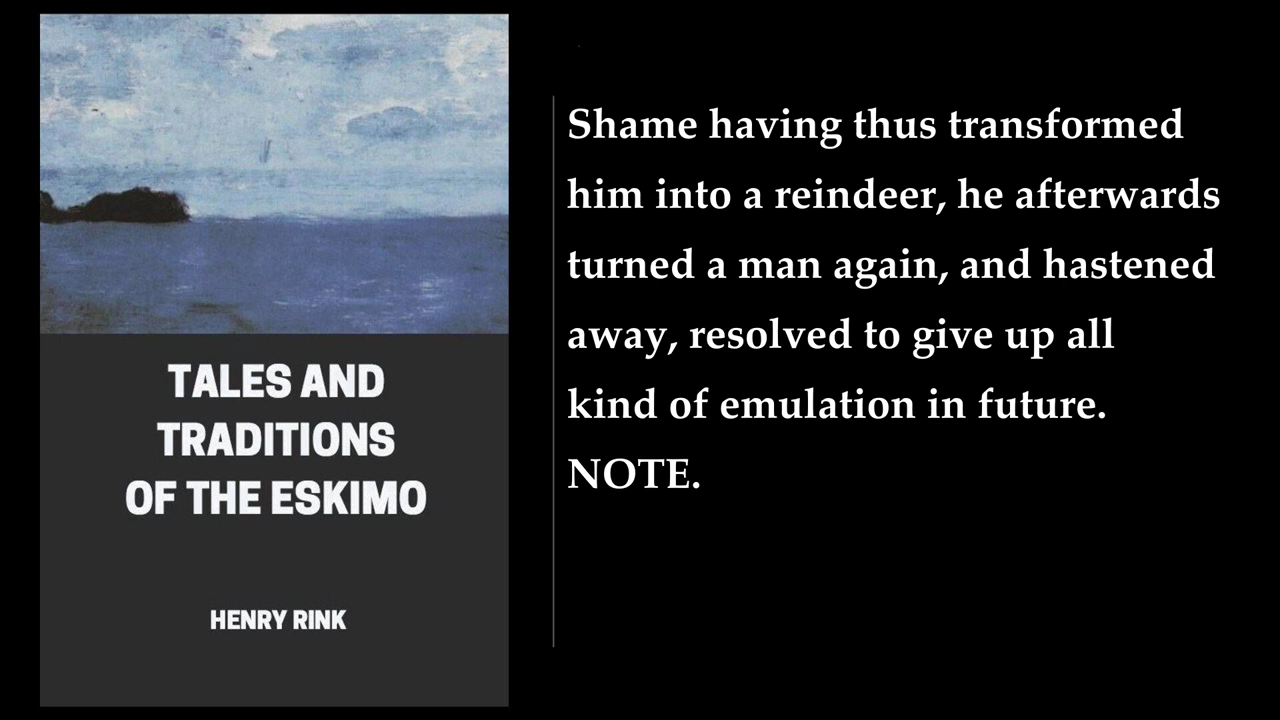 TALES AND
TRADITIONS
OF THE ESKIMO
HENRY RINK
Shame having thus transformed
him into a reindeer, he afterwards
turned a man again, and hastened
away, resolved to give up all
kind of emulation in future.
NOTE.